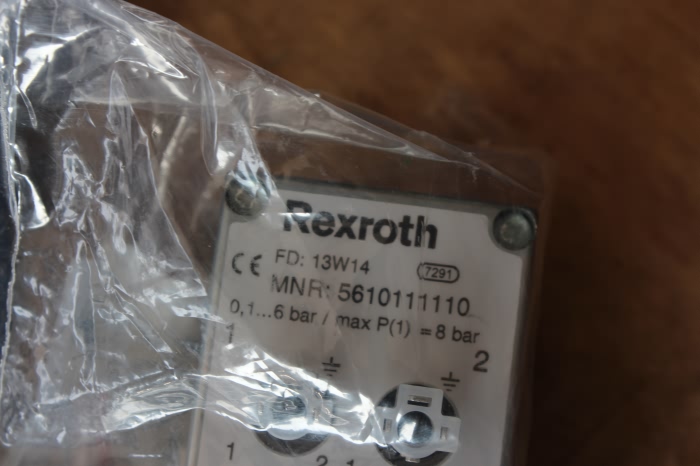 Rexroth
CE FD: 13W14 7291
MNR: 5610111110
0,1...6 bar / max P(1) = 8 bar
1 2
1 2 1